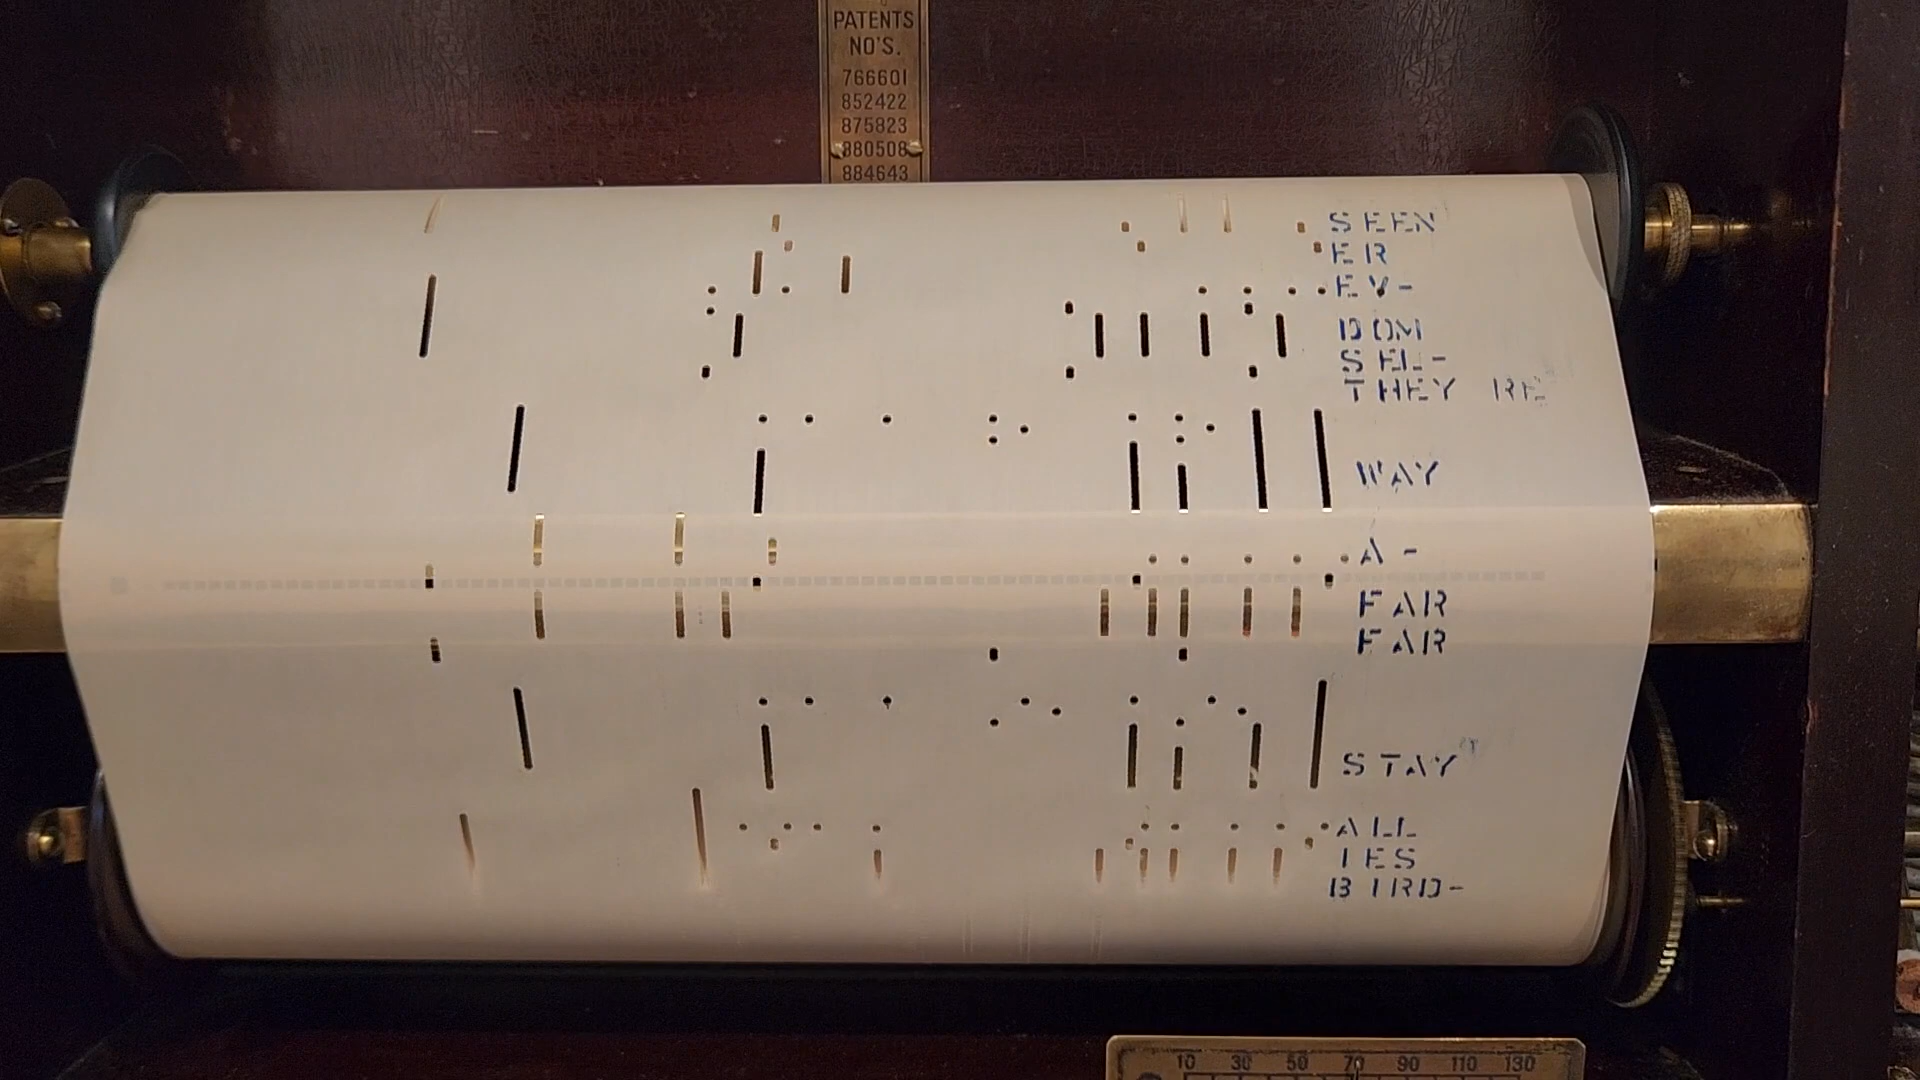 PATENTS
NO'S.
766601
852422
875823
880508
884643
SEEN
ER
EV-
DOM
SEL-
THEY RE
WAY
A-
FAR
FAR
STAY
ALL
IES
BIRD-
10 30 50 70 90 110 130